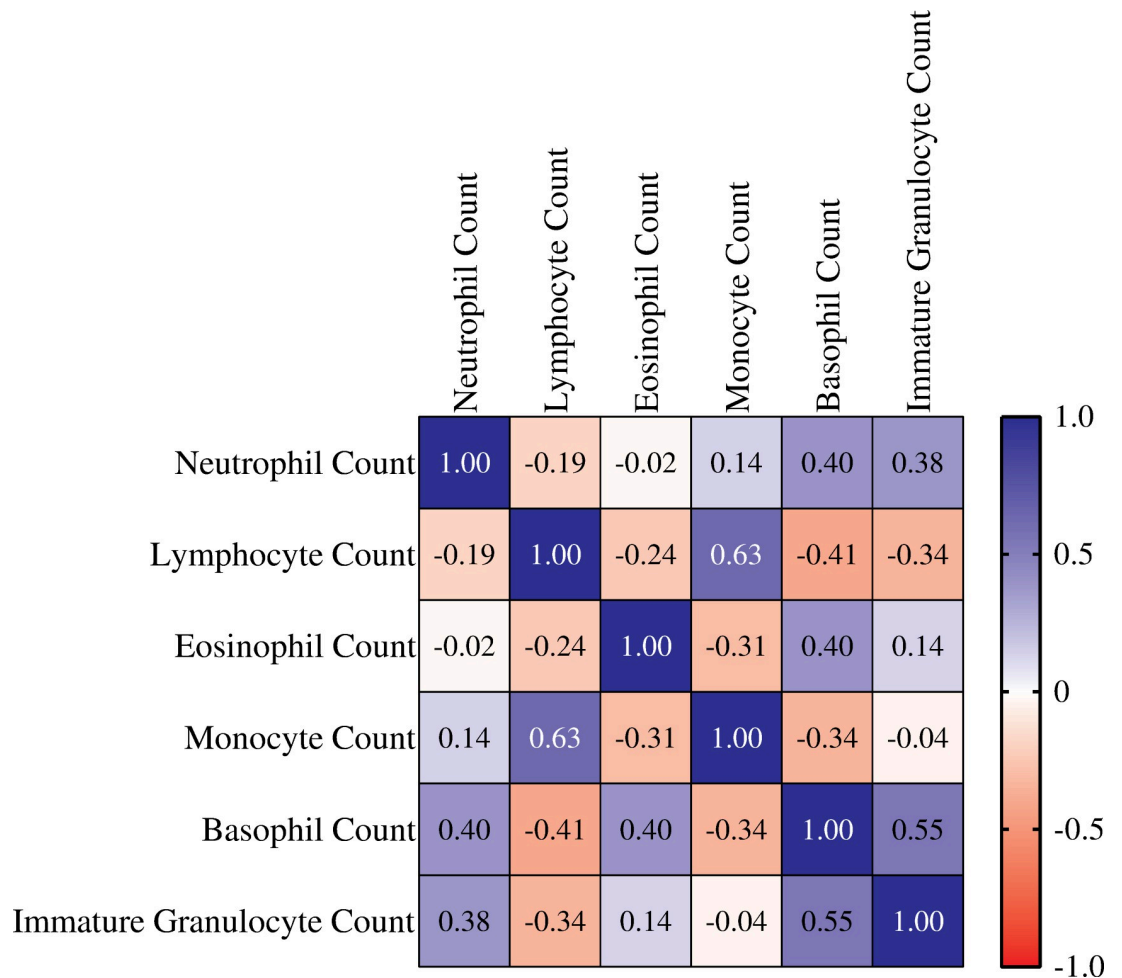 Neutrophil Count
Lymphocyte Count
Eosinophil Count
Monocyte Count
Basophil Count
Immature Granulocyte Count
Neutrophil Count 1.00 -0.19 -0.02 0.14 0.40 0.38
Lymphocyte Count -0.19 1.00 -0.24 0.63 -0.41 -0.34
Eosinophil Count -0.02 -0.24 1.00 -0.31 0.40 0.14
Monocyte Count 0.14 0.63 -0.31 1.00 -0.34 -0.04
Basophil Count 0.40 -0.41 0.40 -0.34 1.00 0.55
Immature Granulocyte Count 0.38 -0.34 0.14 -0.04 0.55 1.00
1.0
0.5
0
-0.5
-1.0